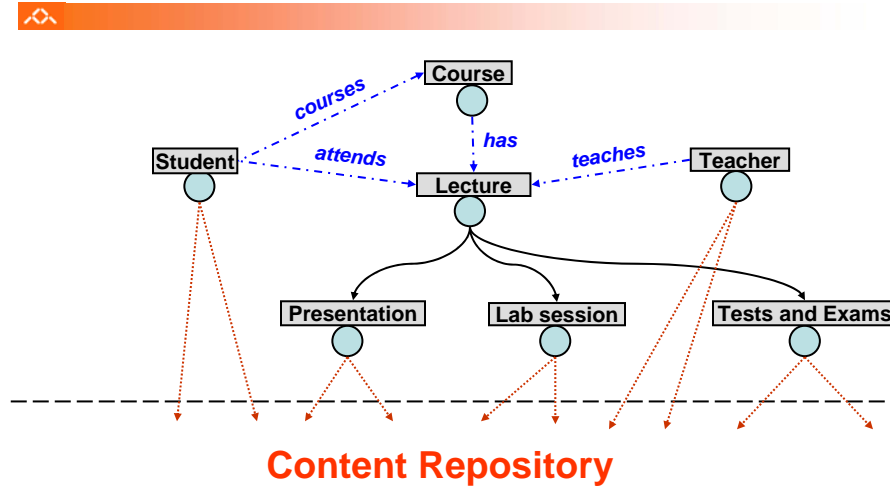 Course
courses
has
Student
attends
teaches
Teacher
Lecture
Presentation
Lab session
Tests and Exams
Content Repository